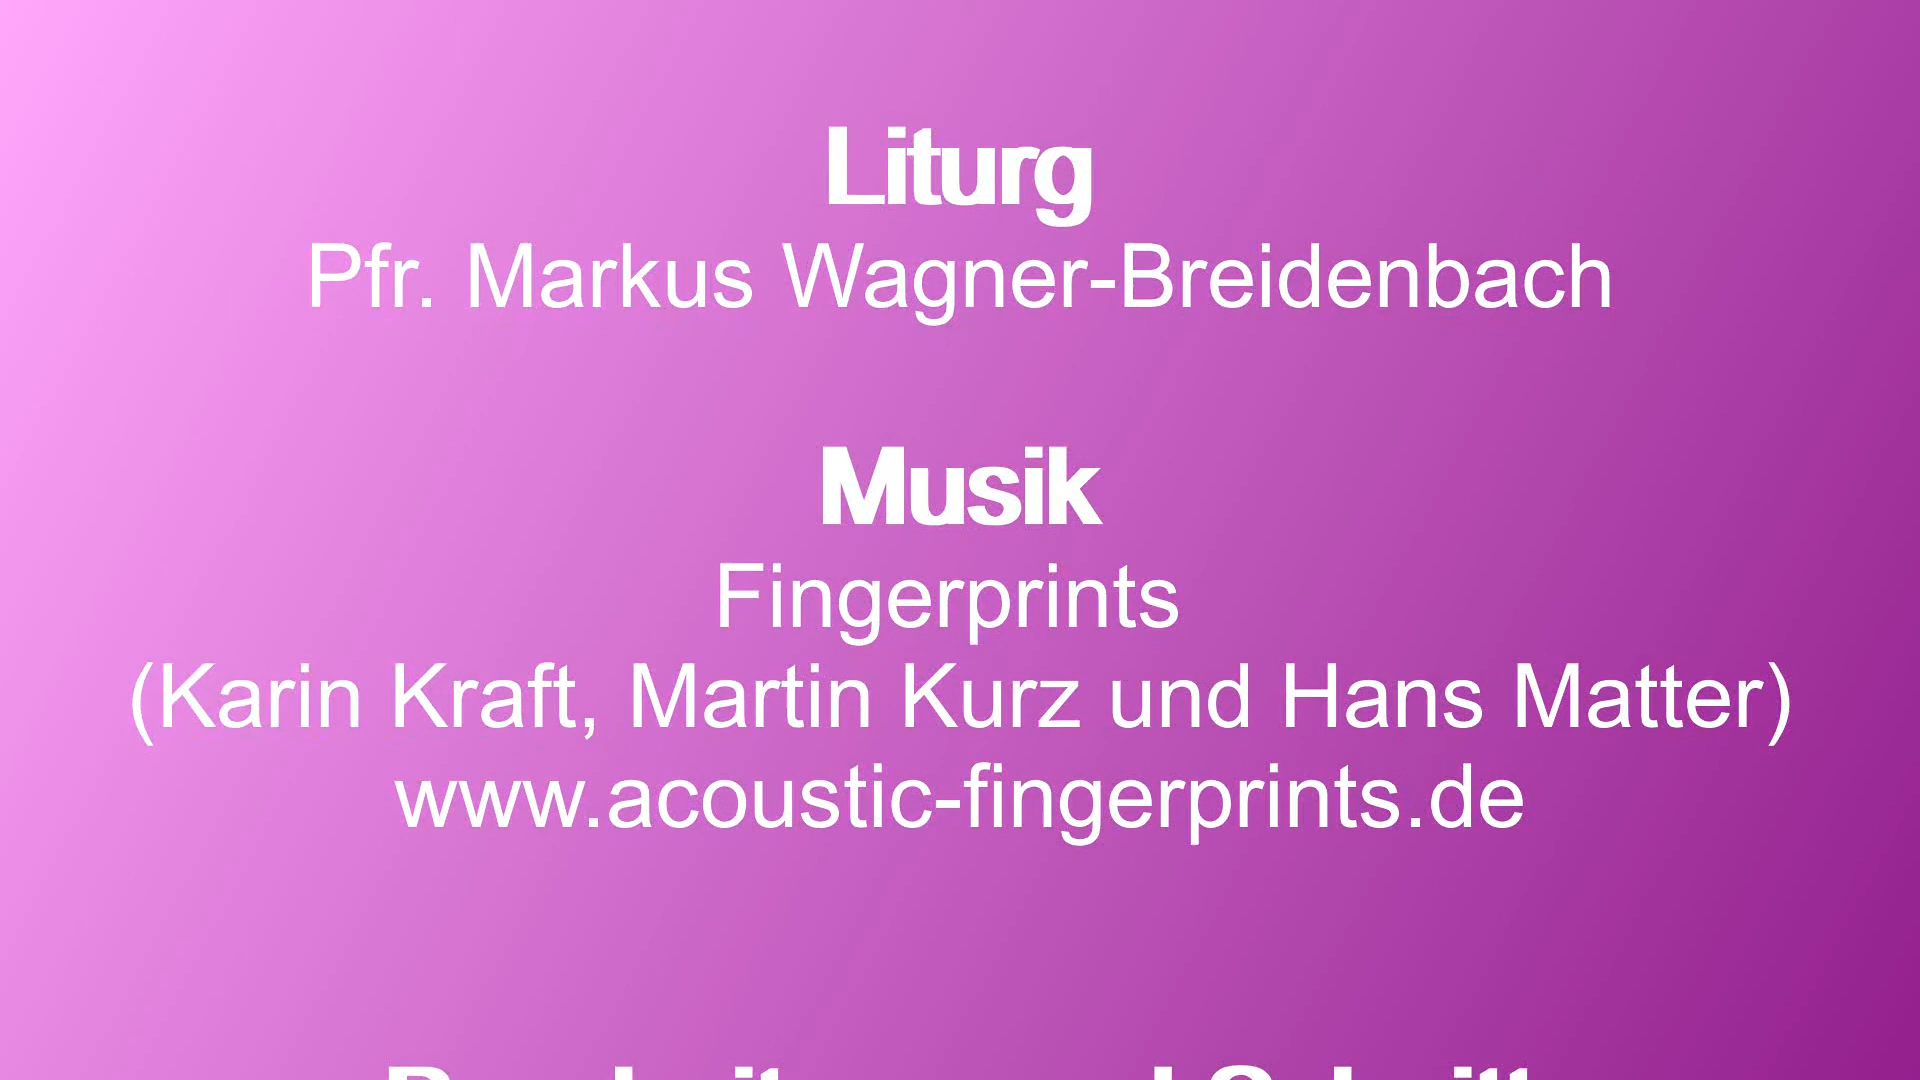 Liturg
Pfr. Markus Wagner-Breidenbach
Musik
Fingerprints
(Karin Kraft, Martin Kurz und Hans Matter)
www.acoustic-fingerprints.de